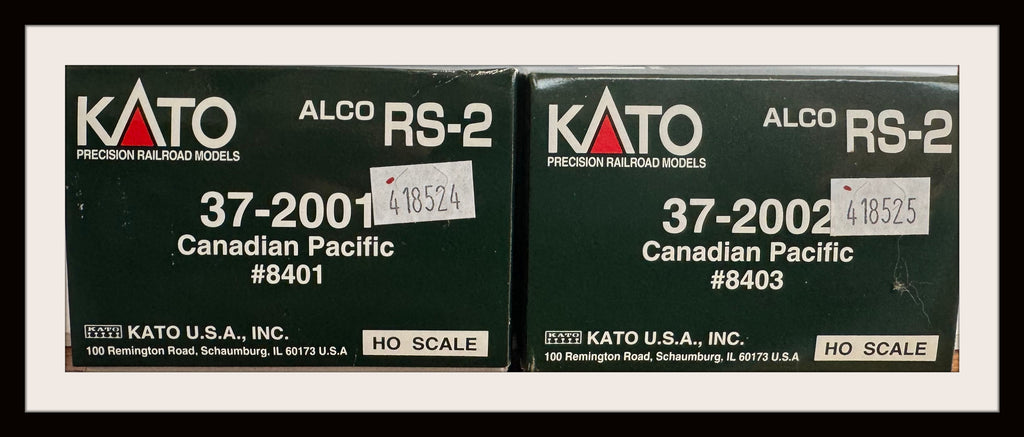 KATO
PRECISION RAILROAD MODELS
ALCO RS-2
37-2001
418524
Canadian Pacific
#8401
KATO KATO U.S.A., INC.
100 Remington Road, Schaumburg, IL 60173 U.S.A
HO SCALE
KATO
PRECISION RAILROAD MODELS
ALCO RS-2
37-2002
418525
Canadian Pacific
#8403
KATO KATO U.S.A., INC.
100 Remington Road, Schaumburg, IL 60173 U.S.A
HO SCALE